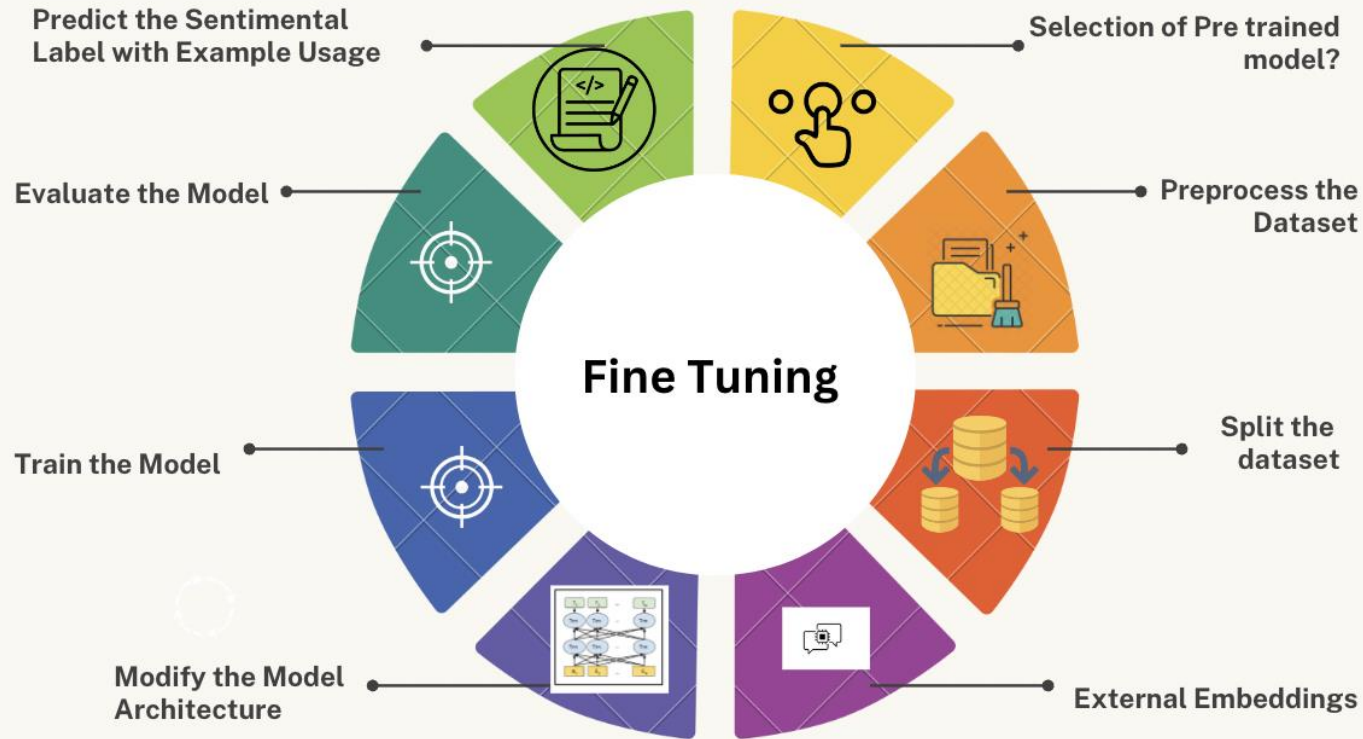 Predict the Sentimental
Label with Example Usage
Selection of Pre trained
model?
Evaluate the Model
Preprocess the
Dataset
</>
Fine Tuning
Train the Model
Split the
dataset
Modify the Model
Architecture
External Embeddings